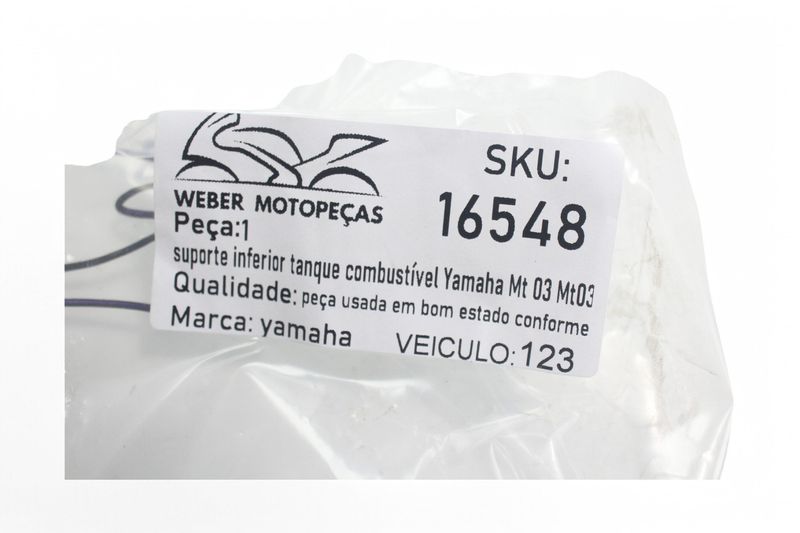 SKU:
16548
WEBER MOTOPEÇAS
Peça:1
suporte inferior tanque combustível Yamaha Mt 03 Mt03
Qualidade: peça usada em bom estado conforme
Marca: yamaha
VEICULO: 123